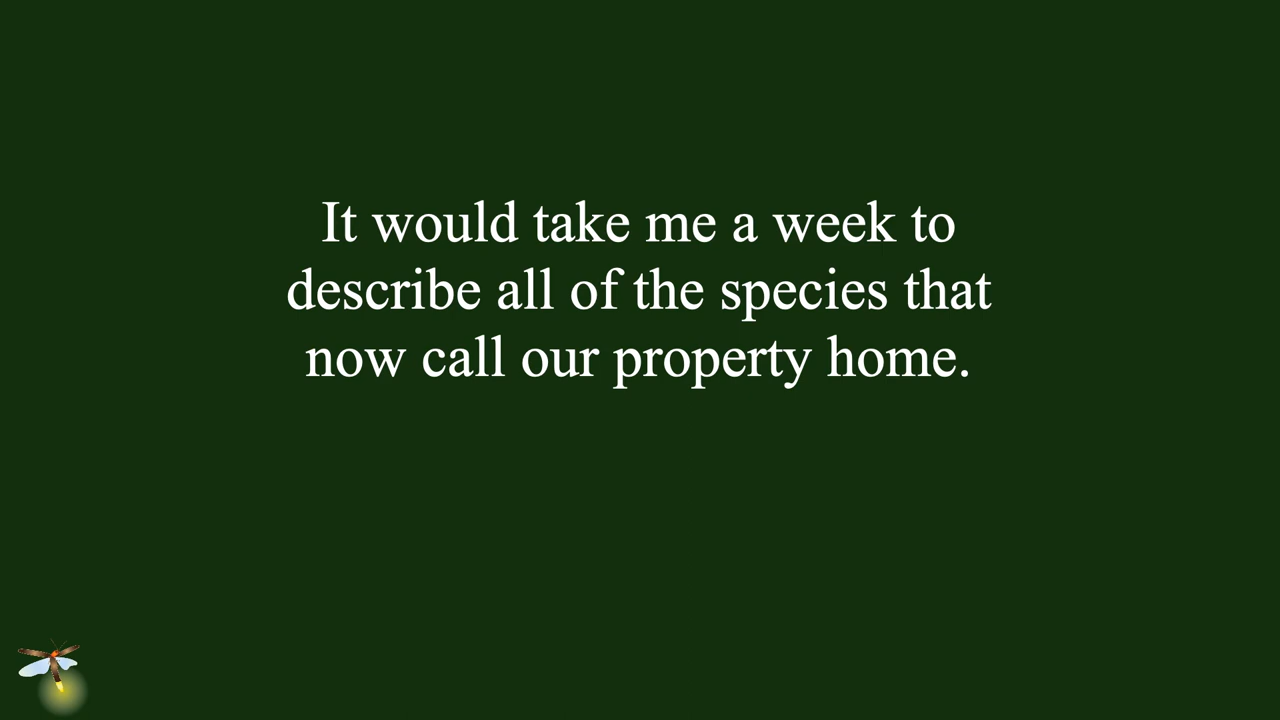 It would take me a week to
describe all of the species that
now call our property home.